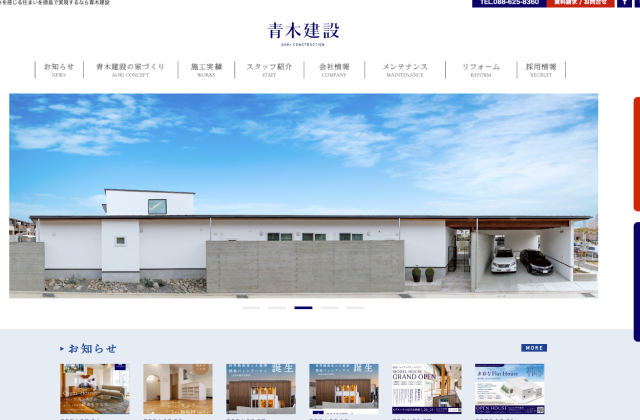 を感じる住まいを徳島で実現するなら青木建設
TEL.088-625-8360
資料請求 / お問合せ
青木建設
AOKI CONSTRUCTION
お知らせ 青木建設の家づくり 施工実績 スタッフ紹介 会社情報 メンテナンス リフォーム 採用情報
NEWS AOKI CONCEPT WORKS STAFF COMPANY MAINTENANCE REFORM RECRUIT
お知らせ
MORE
誕生
誕生
MODEL HOUSE
GRAND OPEN
OPEN HOUSE